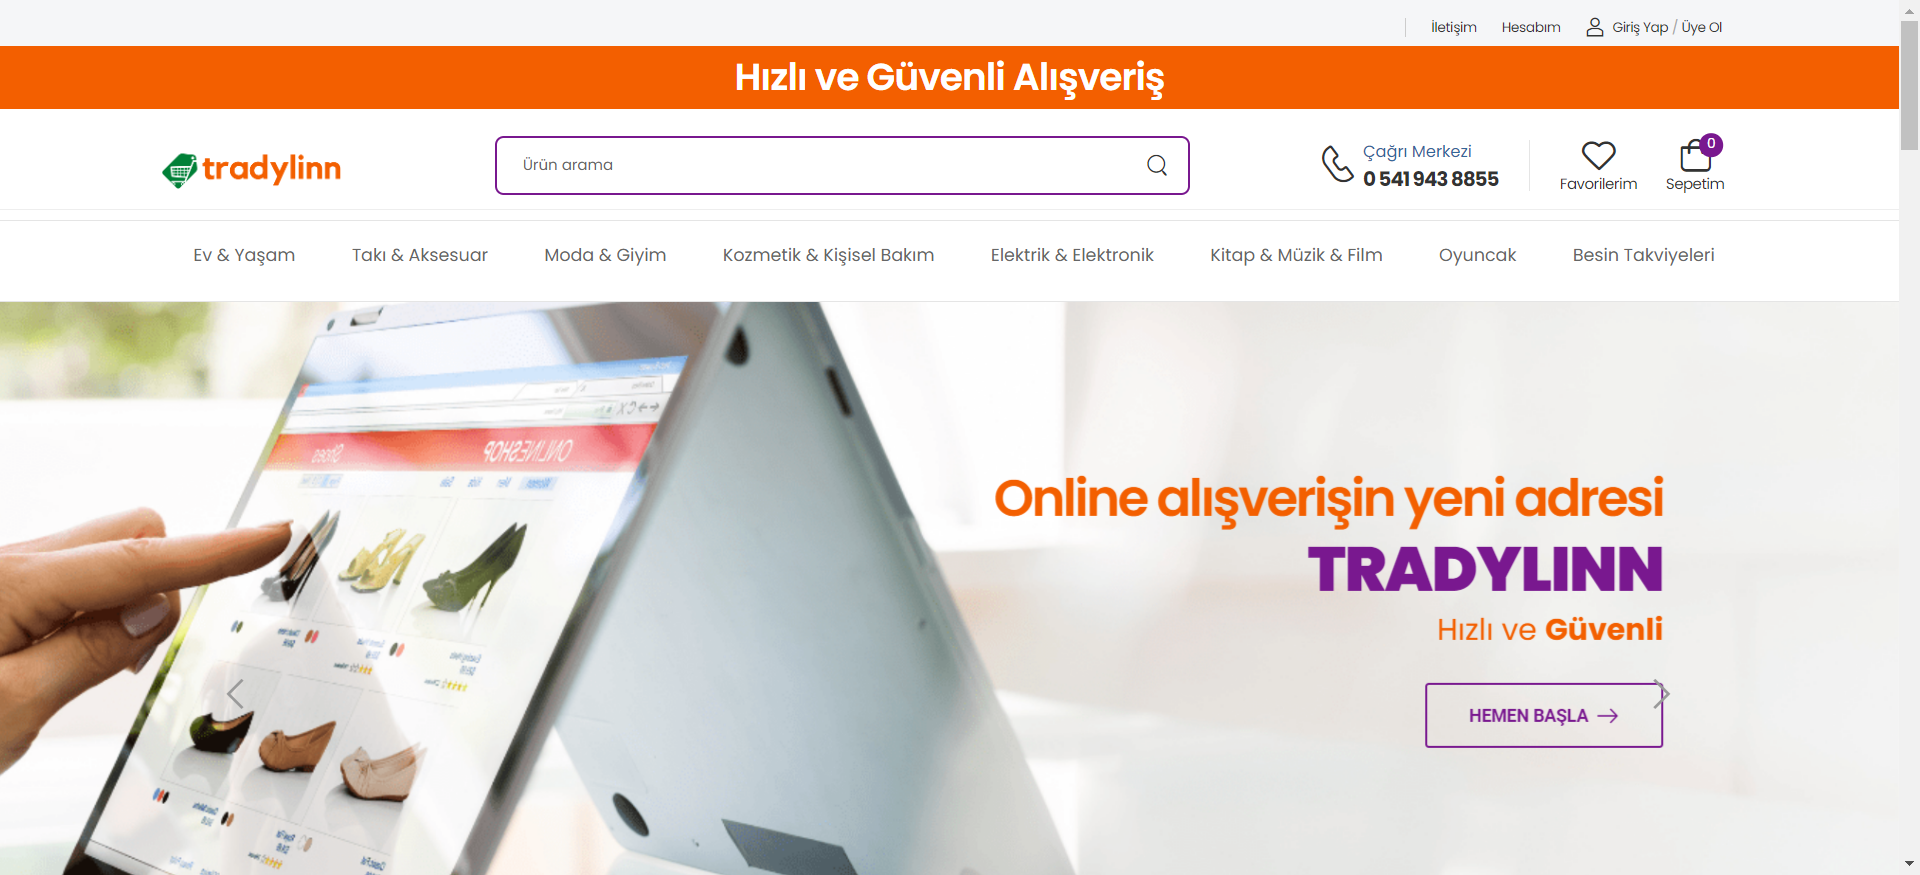 İletişim Hesabım Giriş Yap / Üye Ol
Hızlı ve Güvenli Alışveriş
tradylinn
Ürün arama
Çağrı Merkezi
0 541 943 8855
Favorilerim
0
Sepetim
Ev & Yaşam Takı & Aksesuar Moda & Giyim Kozmetik & Kişisel Bakım Elektrik & Elektronik Kitap & Müzik & Film Oyuncak Besin Takviyeleri
ONLINESHOP
Shoes
Online alışverişin yeni adresi
TRADYLINN
Hızlı ve Güvenli
HEMEN BAŞLA